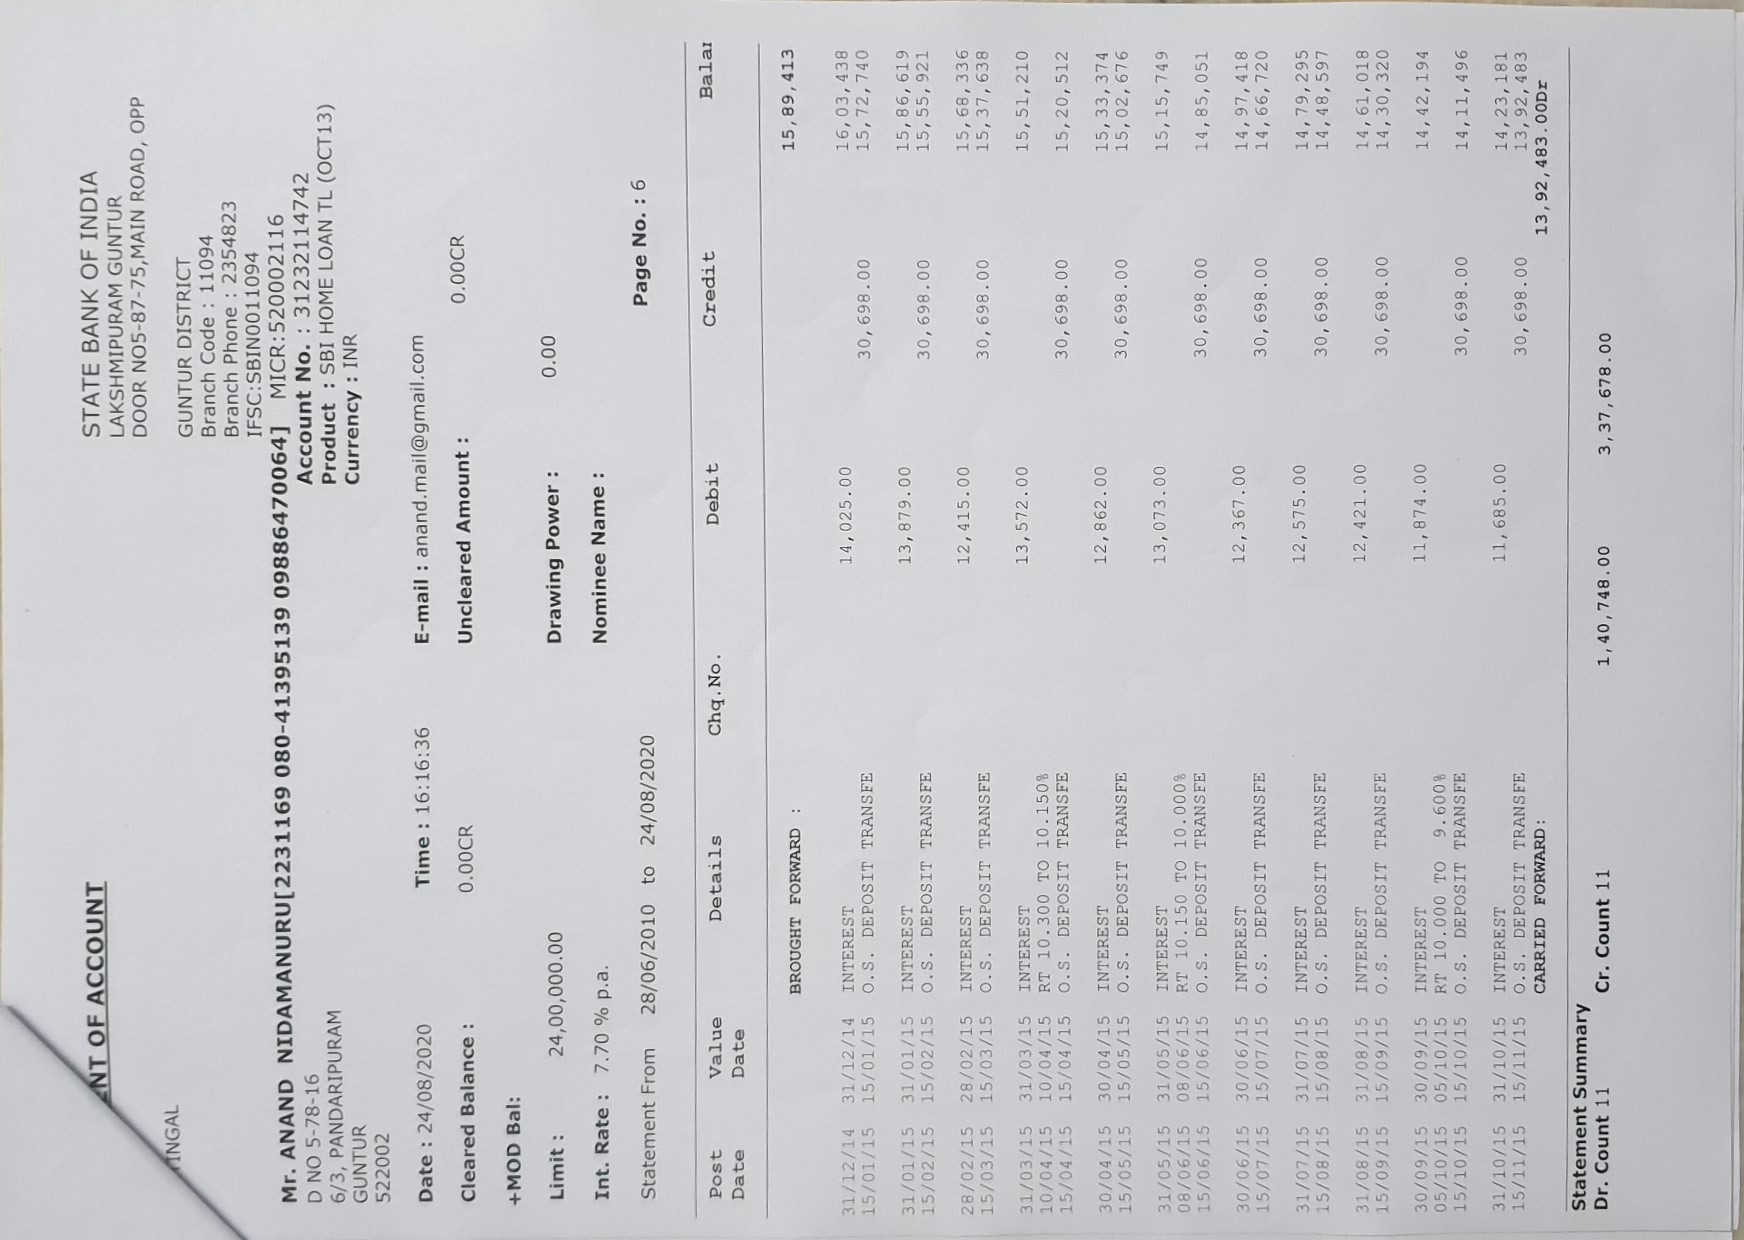 NT OF ACCOUNT
STATE BANK OF INDIA
LAKSHMIPURAM GUNTUR
DOOR NO5-87-75,MAIN ROAD, OPP
TINGAL
GUNTUR DISTRICT
Branch Code : 11094
Branch Phone : 2354823
IFSC:SBIN0011094
Mr. ANAND NIDAMANURU[2231169 080-41395139 09886470064] MICR:520002116
D NO 5-78-16
Account No. : 31232114742
6/3, PANDARIPURAM
Product : SBI HOME LOAN TL (OCT13)
GUNTUR
Currency : INR
522002
Date : 24/08/2020 Time : 16:16:36 E-mail : anand.mail@gmail.com
Cleared Balance : 0.00CR Uncleared Amount : 0.00CR
+MOD Bal:
Limit : 24,00,000.00 Drawing Power : 0.00
Int. Rate : 7.70 % p.a. Nominee Name :
Statement From 28/06/2010 to 24/08/2020 Page No. : 6
Post Value Details Chq.No. Debit Credit Balan
Date Date
BROUGHT FORWARD : 15,89,413
31/12/14 31/12/14 INTEREST 14,025.00 16,03,438
15/01/15 15/01/15 O.S. DEPOSIT TRANSFE 30,698.00 15,72,740
31/01/15 31/01/15 INTEREST 13,879.00 15,86,619
15/02/15 15/02/15 O.S. DEPOSIT TRANSFE 30,698.00 15,55,921
28/02/15 28/02/15 INTEREST 12,415.00 15,68,336
15/03/15 15/03/15 O.S. DEPOSIT TRANSFE 30,698.00 15,37,638
31/03/15 31/03/15 INTEREST 13,572.00 15,51,210
10/04/15 10/04/15 RT 10.300 TO 10.150%
15/04/15 15/04/15 O.S. DEPOSIT TRANSFE 30,698.00 15,20,512
30/04/15 30/04/15 INTEREST 12,862.00 15,33,374
15/05/15 15/05/15 O.S. DEPOSIT TRANSFE 30,698.00 15,02,676
31/05/15 31/05/15 INTEREST 13,073.00 15,15,749
08/06/15 08/06/15 RT 10.150 TO 10.000%
15/06/15 15/06/15 O.S. DEPOSIT TRANSFE 30,698.00 14,85,051
30/06/15 30/06/15 INTEREST 12,367.00 14,97,418
15/07/15 15/07/15 O.S. DEPOSIT TRANSFE 30,698.00 14,66,720
31/07/15 31/07/15 INTEREST 12,575.00 14,79,295
15/08/15 15/08/15 O.S. DEPOSIT TRANSFE 30,698.00 14,48,597
31/08/15 31/08/15 INTEREST 12,421.00 14,61,018
15/09/15 15/09/15 O.S. DEPOSIT TRANSFE 30,698.00 14,30,320
30/09/15 30/09/15 INTEREST 11,874.00 14,42,194
05/10/15 05/10/15 RT 10.000 TO 9.600%
15/10/15 15/10/15 O.S. DEPOSIT TRANSFE 30,698.00 14,11,496
31/10/15 31/10/15 INTEREST 11,685.00 14,23,181
15/11/15 15/11/15 O.S. DEPOSIT TRANSFE 30,698.00 13,92,483
CARRIED FORWARD: 13,92,483.00Dr
Statement Summary
Dr. Count 11 Cr. Count 11 1,40,748.00 3,37,678.00